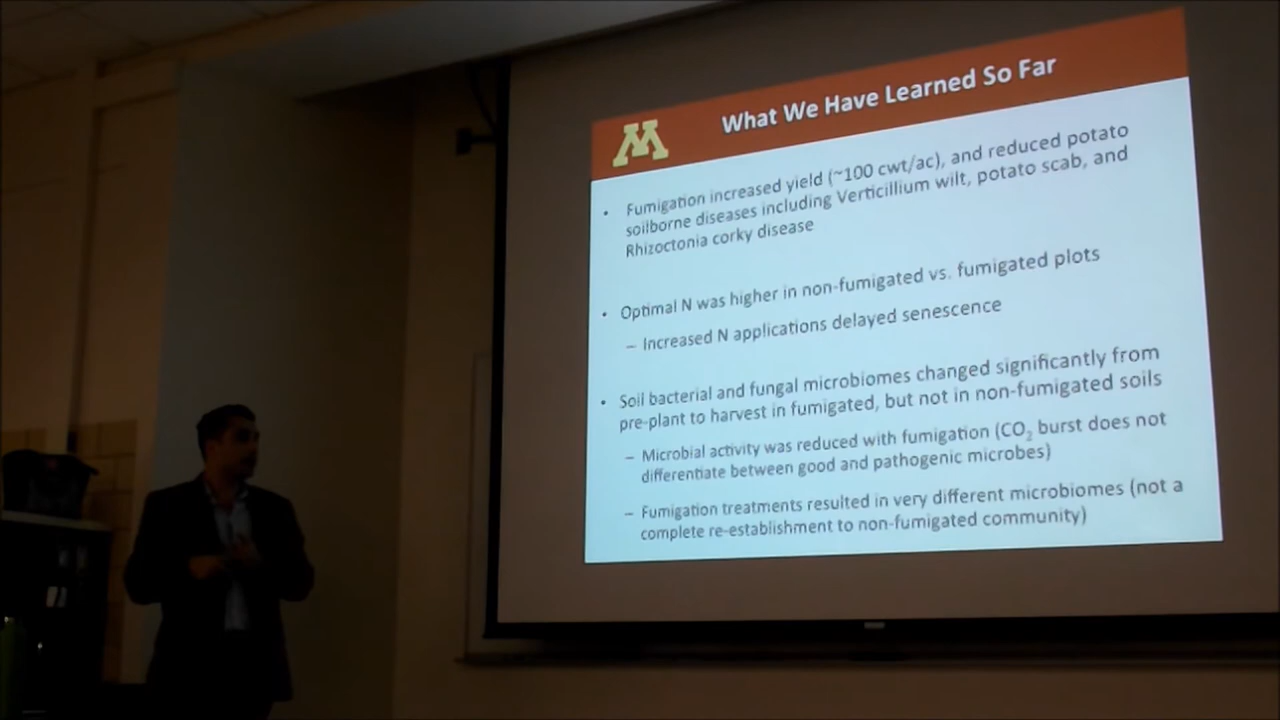 M
What We Have Learned So Far
• Fumigation increased yield (~100 cwt/ac), and reduced potato
soilborne diseases including Verticillium wilt, potato scab, and
Rhizoctonia corky disease
• Optimal N was higher in non-fumigated vs. fumigated plots
– Increased N applications delayed senescence
• Soil bacterial and fungal microbiomes changed significantly from
pre-plant to harvest in fumigated, but not in non-fumigated soils
– Microbial activity was reduced with fumigation (CO₂ burst does not
differentiate between good and pathogenic microbes)
– Fumigation treatments resulted in very different microbiomes (not a
complete re-establishment to non-fumigated community)